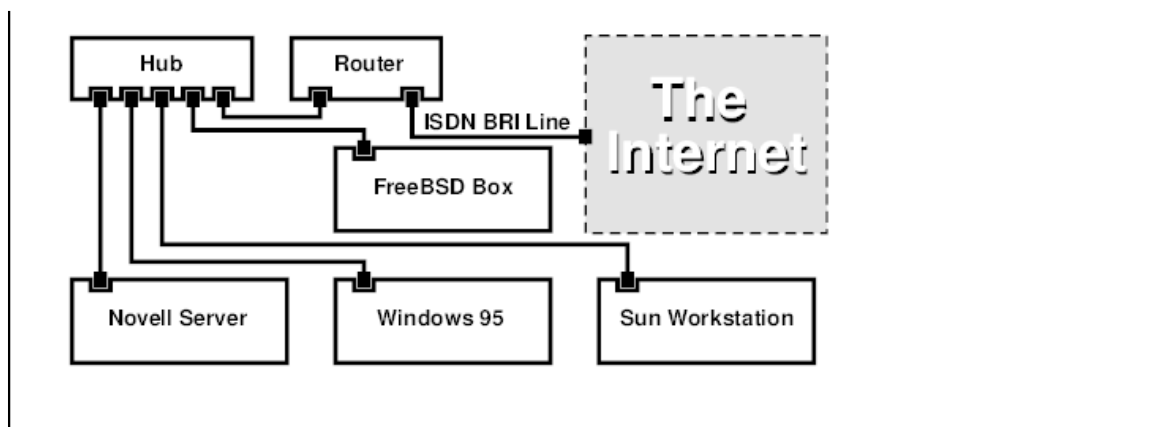 Hub
Router
The
Internet
ISDN BRI Line
FreeBSD Box
Novell Server
Windows 95
Sun Workstation